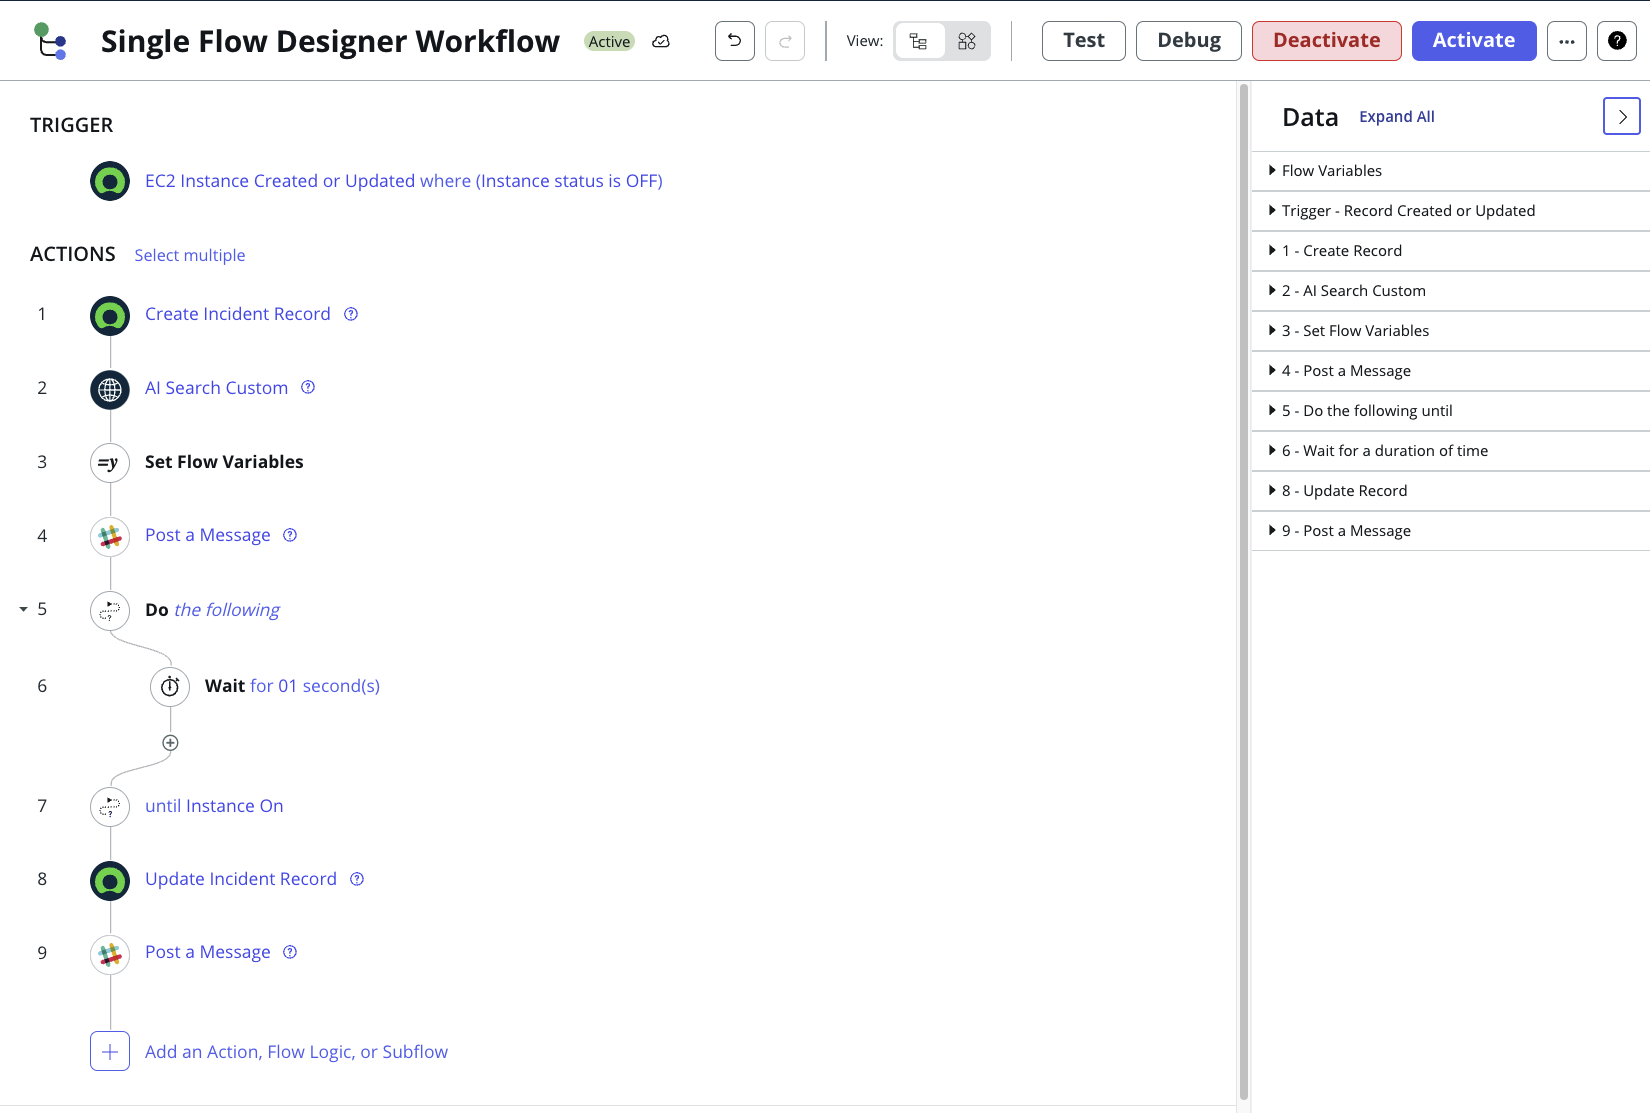 Single Flow Designer Workflow
Active
View:
Test
Debug
Deactivate
Activate
...
?
TRIGGER
EC2 Instance Created or Updated where (Instance status is OFF)
ACTIONS Select multiple
1 Create Incident Record ?
2 AI Search Custom ?
3 =y Set Flow Variables
4 Post a Message ?
5 ? Do the following
6 Wait for 01 second(s)
7 ? until Instance On
8 Update Incident Record ?
9 Post a Message ?
+ Add an Action, Flow Logic, or Subflow
Data Expand All
Flow Variables
Trigger - Record Created or Updated
1 - Create Record
2 - AI Search Custom
3 - Set Flow Variables
4 - Post a Message
5 - Do the following until
6 - Wait for a duration of time
8 - Update Record
9 - Post a Message